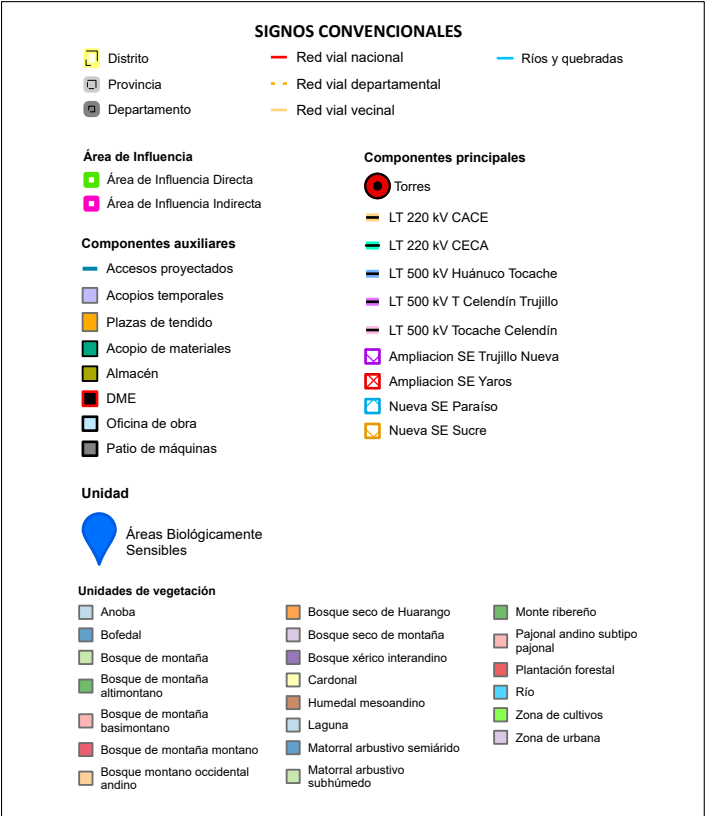 SIGNOS CONVENCIONALES
Distrito
Provincia
Departamento
Red vial nacional
Red vial departamental
Red vial vecinal
Ríos y quebradas
Área de Influencia
Área de Influencia Directa
Área de Influencia Indirecta
Componentes auxiliares
Accesos proyectados
Acopios temporales
Plazas de tendido
Acopio de materiales
Almacén
DME
Oficina de obra
Patio de máquinas
Componentes principales
Torres
LT 220 kV CACE
LT 220 kV CECA
LT 500 kV Huánuco Tocache
LT 500 kV T Celendín Trujillo
LT 500 kV Tocache Celendín
Ampliacion SE Trujillo Nueva
Ampliacion SE Yaros
Nueva SE Paraíso
Nueva SE Sucre
Unidad
Áreas Biológicamente
Sensibles
Unidades de vegetación
Anoba
Bofedal
Bosque de montaña
Bosque de montaña
altimontano
Bosque de montaña
basimontano
Bosque de montaña montano
Bosque montano occidental
andino
Bosque seco de Huarango
Bosque seco de montaña
Bosque xérico interandino
Cardonal
Humedal mesoandino
Laguna
Matorral arbustivo semiárido
Matorral arbustivo
subhúmedo
Monte ribereño
Pajonal andino subtipo
pajonal
Plantación forestal
Río
Zona de cultivos
Zona de urbana